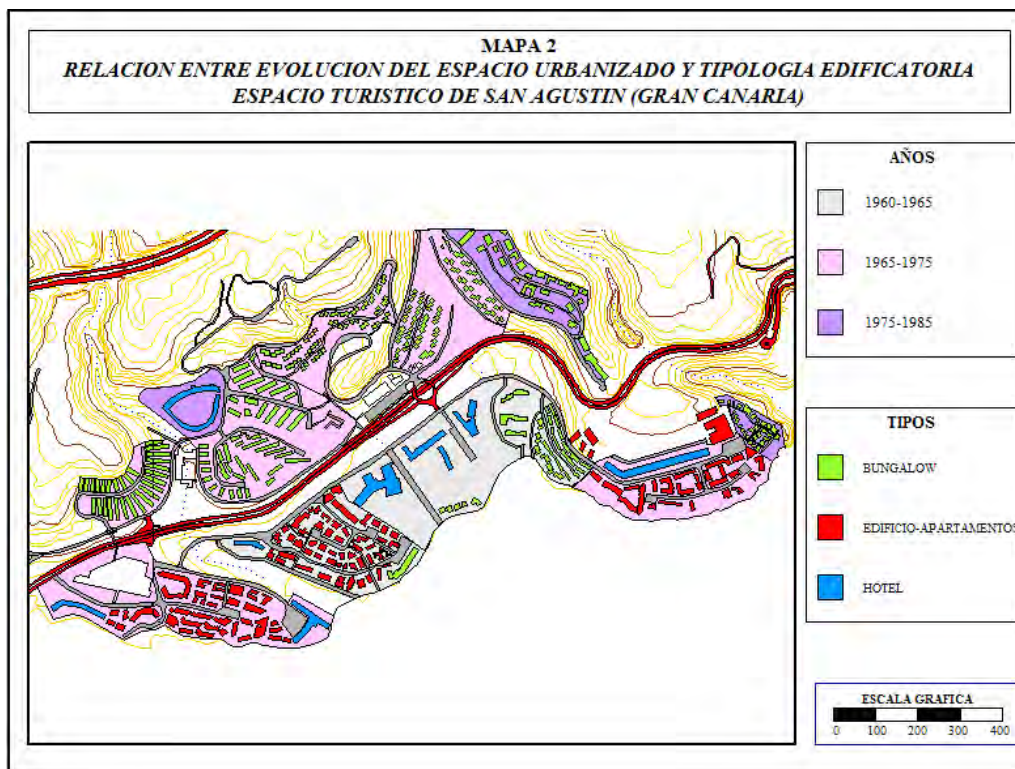 MAPA 2
RELACION ENTRE EVOLUCION DEL ESPACIO URBANIZADO Y TIPOLOGIA EDIFICATORIA
ESPACIO TURISTICO DE SAN AGUSTIN (GRAN CANARIA)
AÑOS
1960-1965
1965-1975
1975-1985
TIPOS
BUNGALOW
EDIFICIO-APARTAMENTOS
HOTEL
ESCALA GRAFICA
0 100 200 300 400